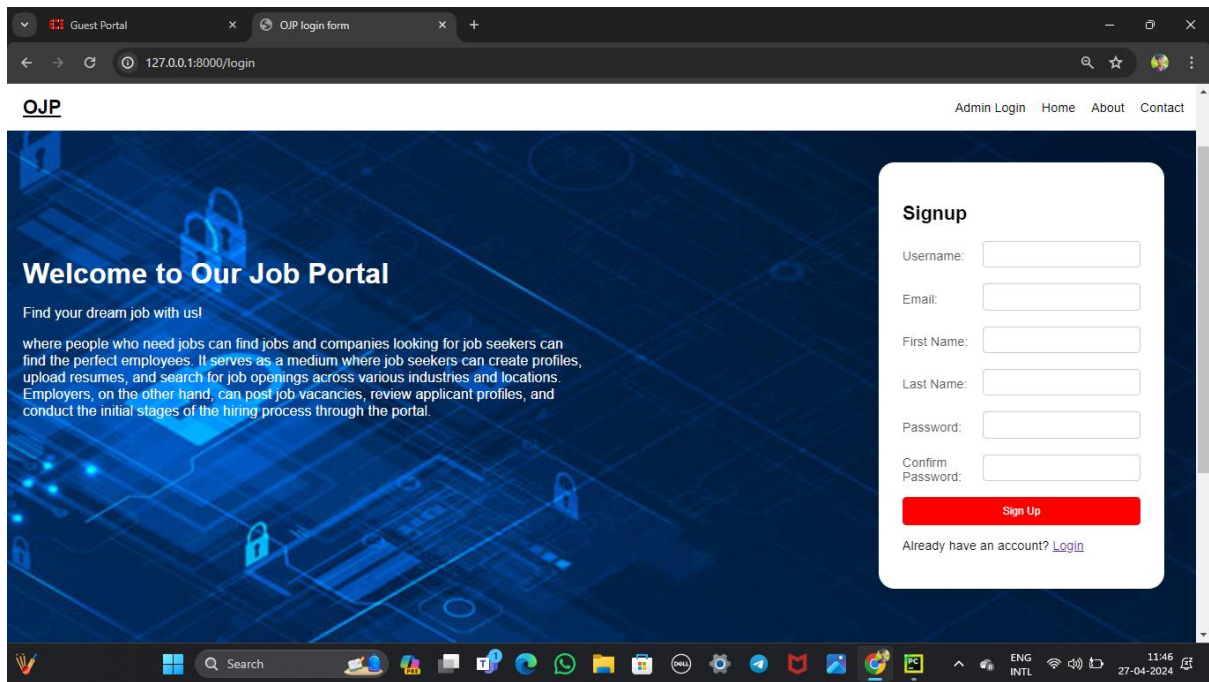 Guest Portal
OJP login form
127.0.0.1:8000/login
OJP
Admin Login Home About Contact
Welcome to Our Job Portal
Find your dream job with us!
where people who need jobs can find jobs and companies looking for job seekers can
find the perfect employees. It serves as a medium where job seekers can create profiles,
upload resumes, and search for job openings across various industries and locations.
Employers, on the other hand, can post job vacancies, review applicant profiles, and
conduct the initial stages of the hiring process through the portal.
Signup
Username:
Email:
First Name:
Last Name:
Password:
Confirm
Password:
Sign Up
Already have an account? Login
Search
PRE
DELL
PC
ENG
INTL
11:46
27-04-2024